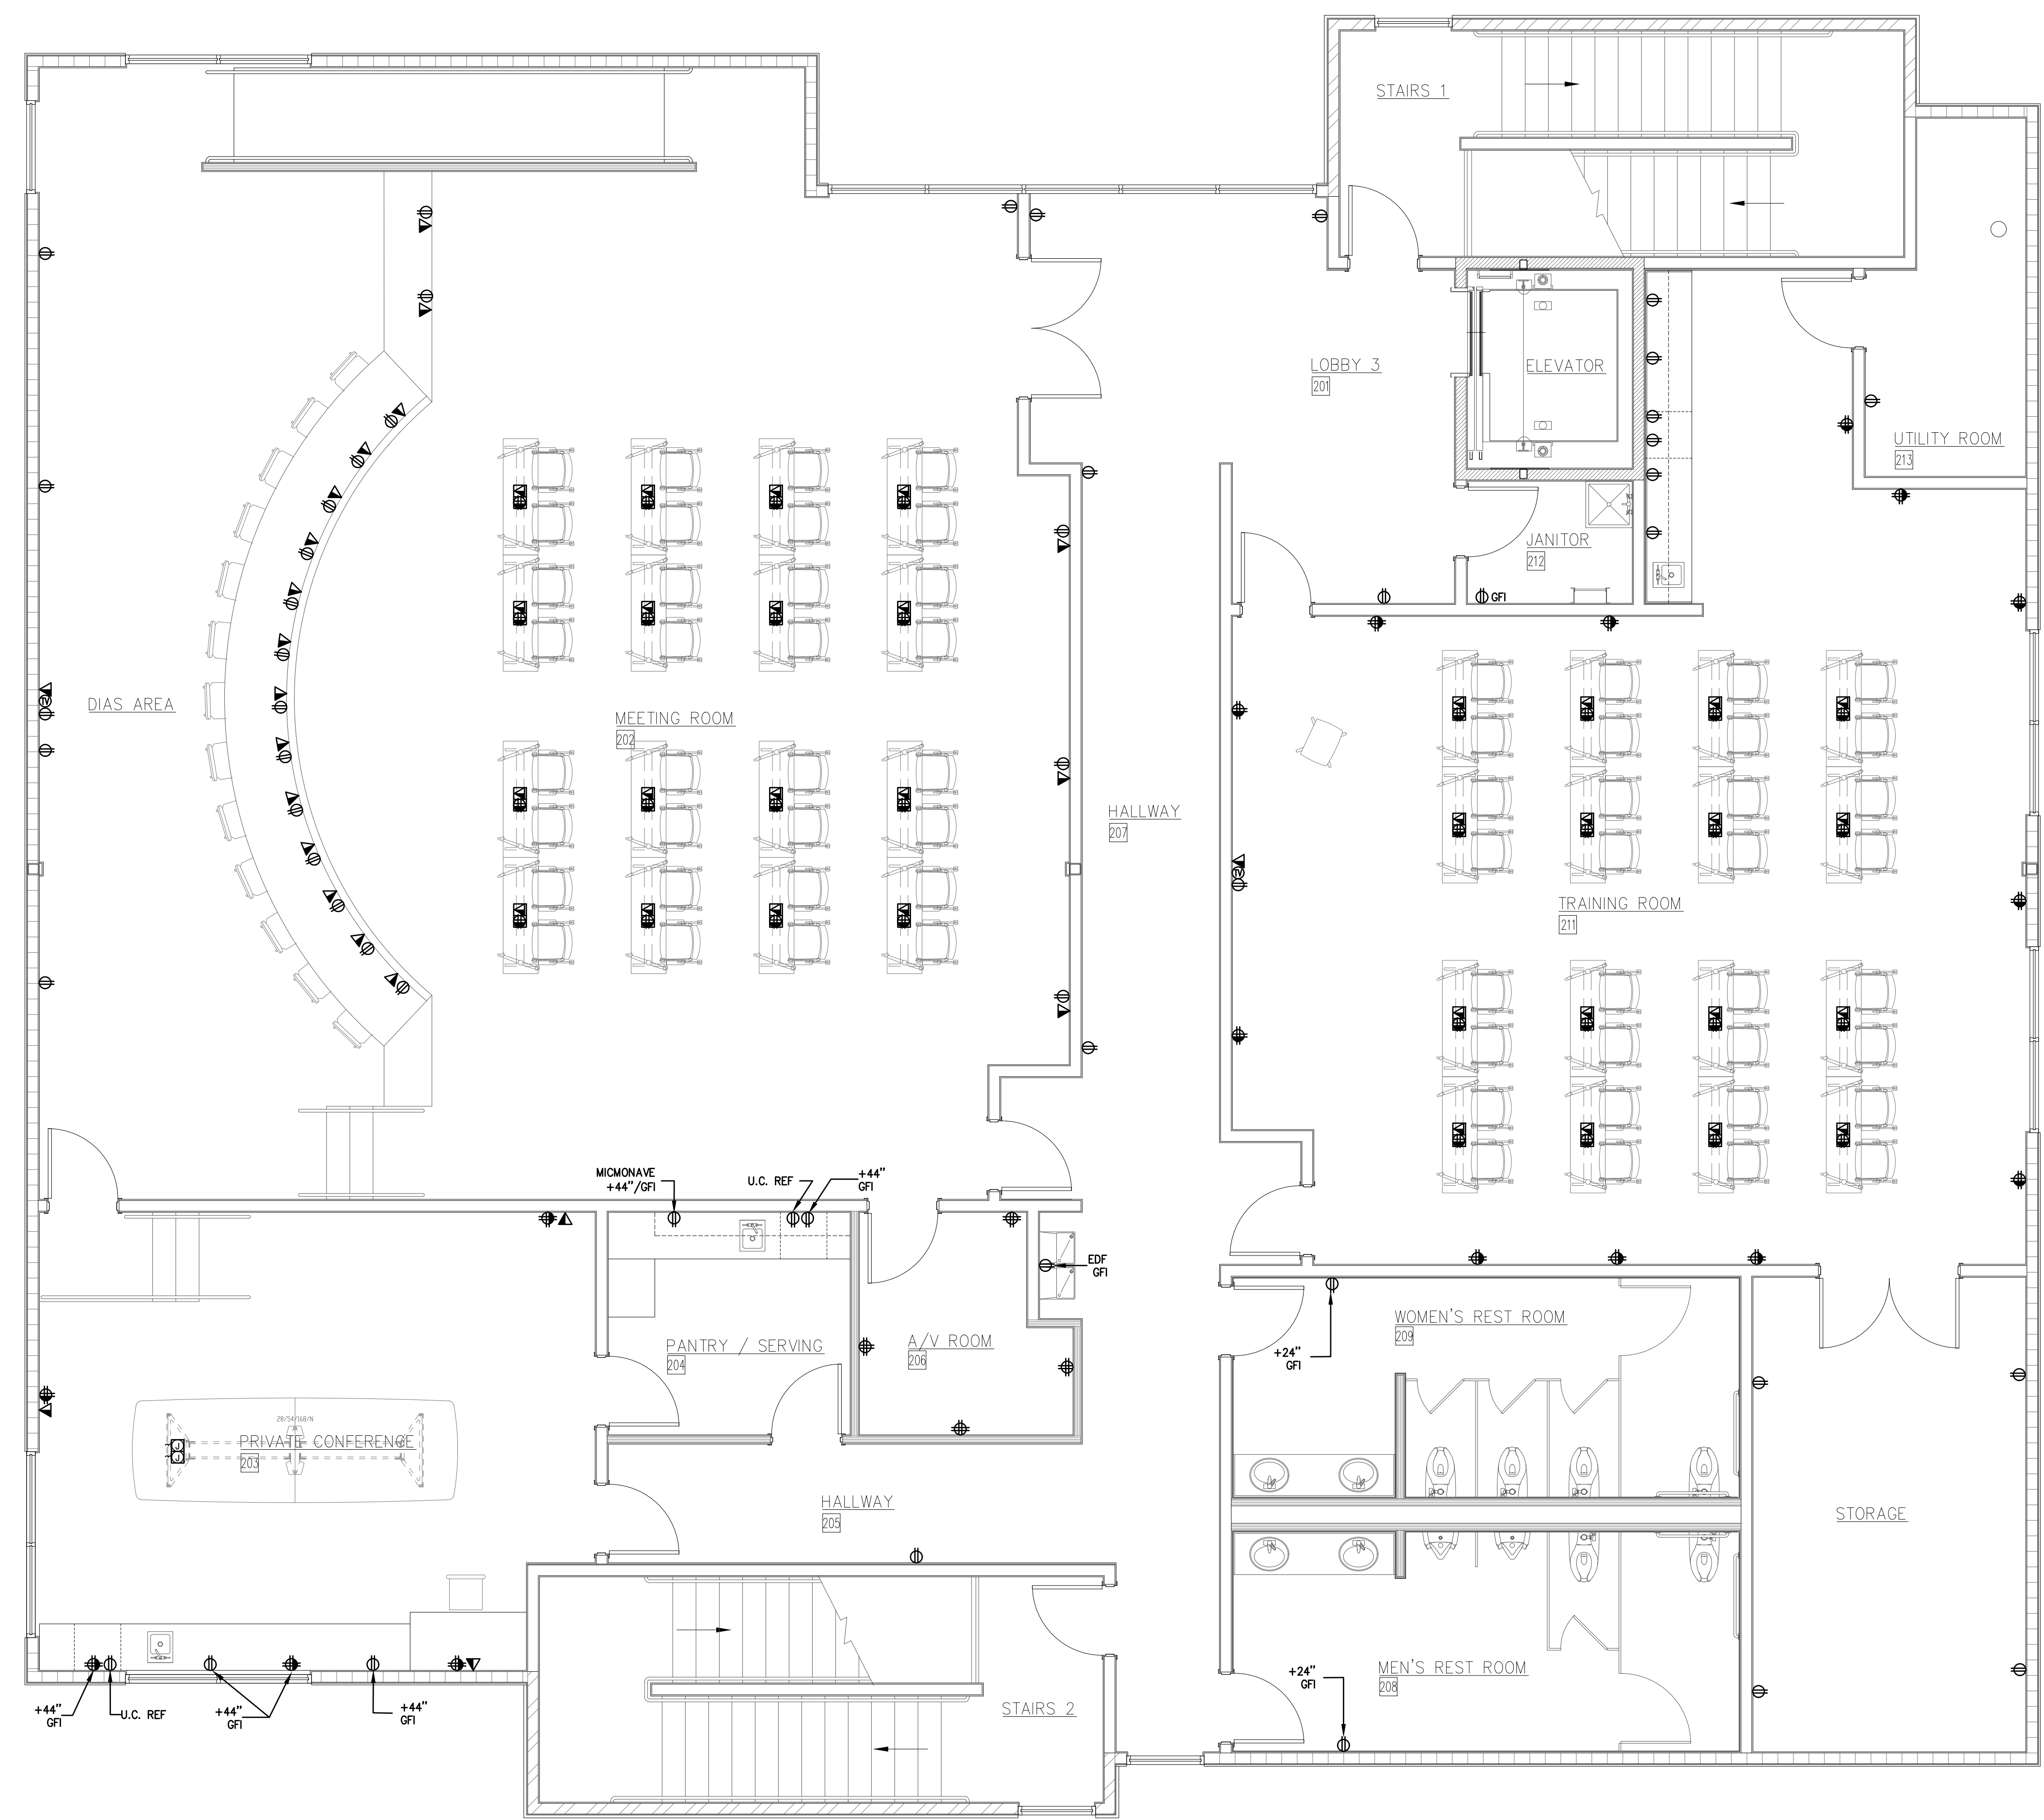 STAIRS 1
LOBBY 3
201
ELEVATOR
UTILITY ROOM
213
JANITOR
212
GFI
DIAS AREA
MEETING ROOM
202
HALLWAY
207
TRAINING ROOM
211
MICMONAVE
+44"/GFI
U.C. REF
+44"
GFI
EDF
GFI
WOMEN'S REST ROOM
209
+24"
GFI
PANTRY / SERVING
204
A/V ROOM
206
28/54/168/N
PRIVATE CONFERENCE
203
J
J
HALLWAY
205
STORAGE
MEN'S REST ROOM
208
+24"
GFI
STAIRS 2
+44"
GFI
U.C. REF
+44"
GFI
+44"
GFI